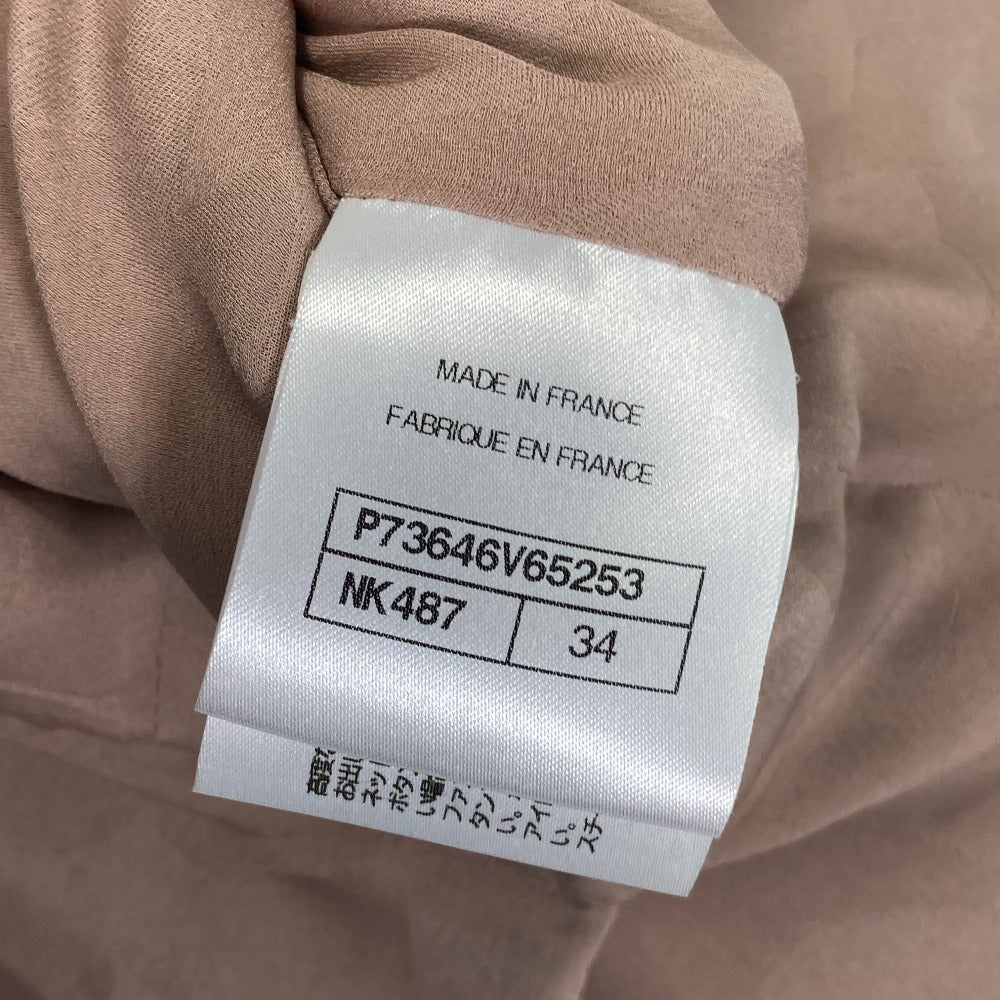 MADE IN FRANCE
FABRIQUE EN FRANCE
P73646V65253
NK487
34